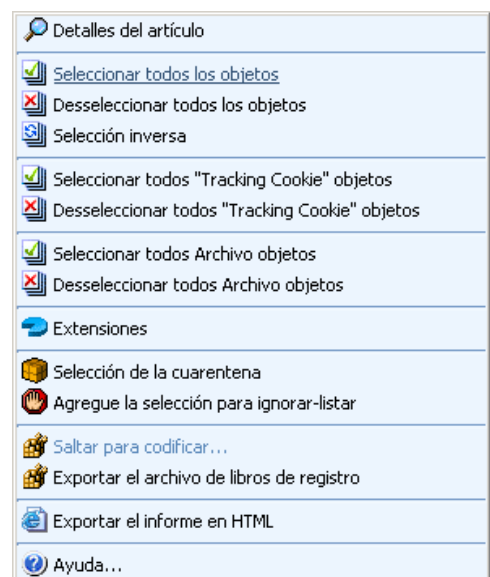 Detalles del artículo
Seleccionar todos los objetos
Desseleccionar todos los objetos
Selección inversa
Seleccionar todos "Tracking Cookie" objetos
Desseleccionar todos "Tracking Cookie" objetos
Seleccionar todos Archivo objetos
Desseleccionar todos Archivo objetos
Extensiones
Selección de la cuarentena
Agregue la selección para ignorar-listar
Saltar para codificar...
Exportar el archivo de libros de registro
Exportar el informe en HTML
Ayuda...